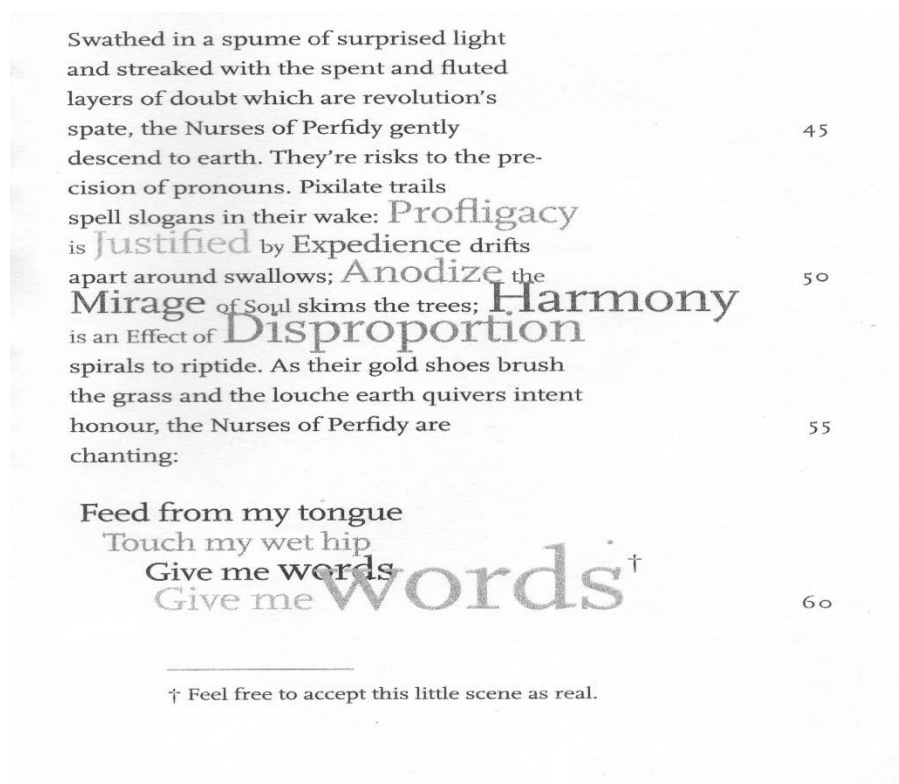 Swathed in a spume of surprised light
and streaked with the spent and fluted
layers of doubt which are revolution's
spate, the Nurses of Perfidy gently 45
descend to earth. They're risks to the pre-
cision of pronouns. Pixilate trails
spell slogans in their wake: Profligacy
is Justified by Expedience drifts
apart around swallows; Anodize the 50
Mirage of Soul skims the trees; Harmony
is an Effect of Disproportion
spirals to riptide. As their gold shoes brush
the grass and the louche earth quivers intent
honour, the Nurses of Perfidy are 55
chanting:
Feed from my tongue
Touch my wet hip
Give me words
Give me words† 60
† Feel free to accept this little scene as real.